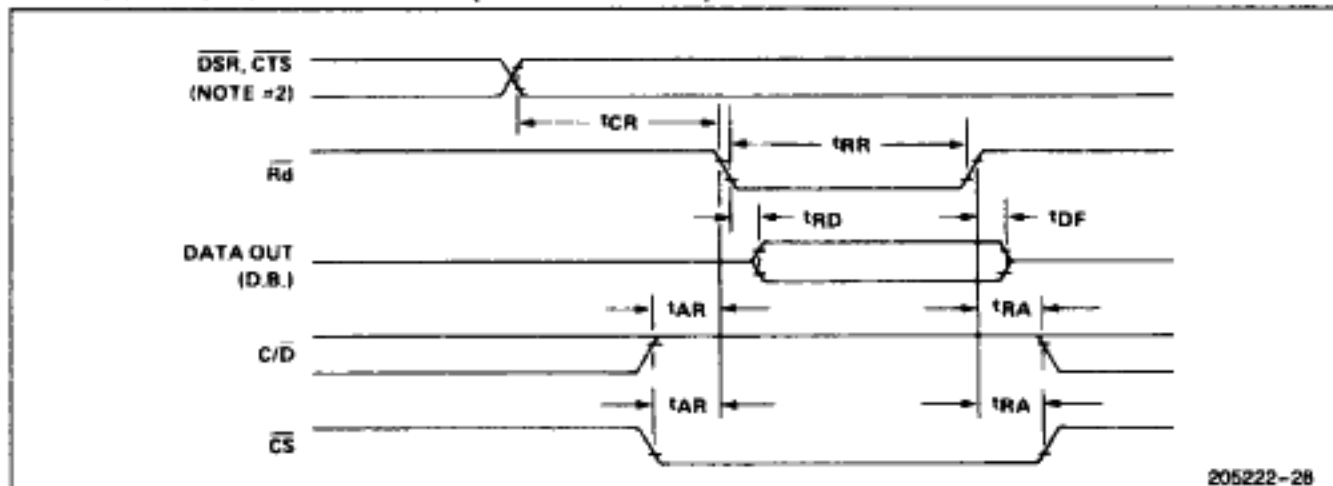 DSR, CTS
(NOTE #2)
tCR
tRR
Rd
tRD
tDF
DATA OUT
(D.B.)
tAR
tRA
C/D
tAR
tRA
CS
205222-28